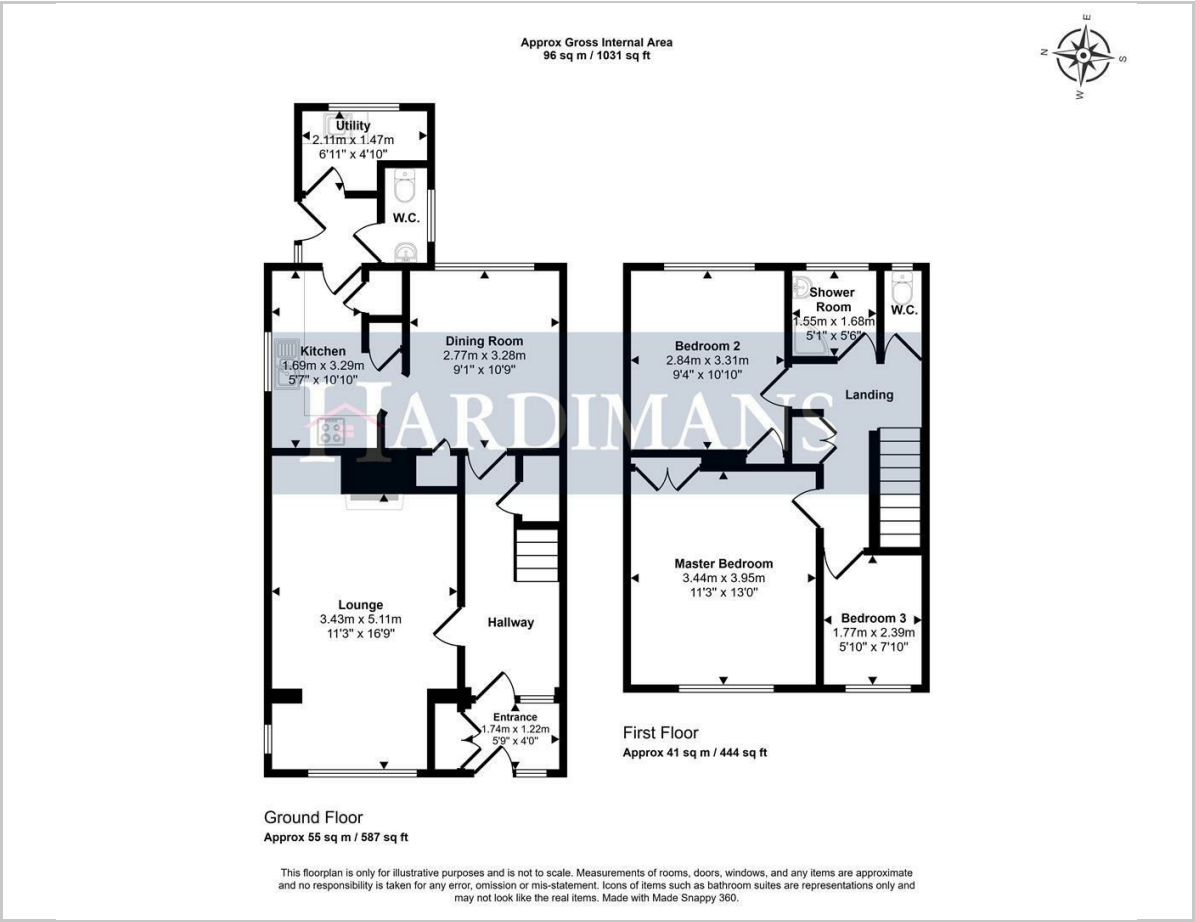 Approx Gross Internal Area
96 sq m / 1031 sq ft
E
N
S
W
Utility
2.11m x 1.47m
6'11" x 4'10"
W.C.
Kitchen
1.69m x 3.29m
5'7" x 10'10"
Dining Room
2.77m x 3.28m
9'1" x 10'9"
Bedroom 2
2.84m x 3.31m
9'4" x 10'10"
Shower
Room
1.55m x 1.68m
5'1" x 5'6"
W.C.
Landing
HARDIMANS
Lounge
3.43m x 5.11m
11'3" x 16'9"
Hallway
Entrance
1.74m x 1.22m
5'9" x 4'0"
Master Bedroom
3.44m x 3.95m
11'3" x 13'0"
Bedroom 3
1.77m x 2.39m
5'10" x 7'10"
First Floor
Approx 41 sq m / 444 sq ft
Ground Floor
Approx 55 sq m / 587 sq ft
This floorplan is only for illustrative purposes and is not to scale. Measurements of rooms, doors, windows, and any items are approximate
and no responsibility is taken for any error, omission or mis-statement. Icons of items such as bathroom suites are representations only and
may not look like the real items. Made with Made Snappy 360.